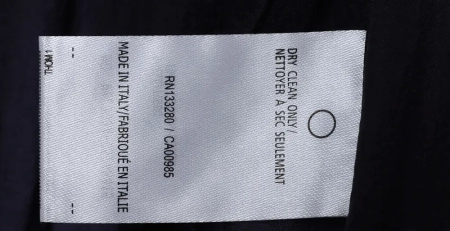 DRY CLEAN ONLY/
NETTOYER À SEC SEULEMENT
RN133280 / CA00985
MADE IN ITALY/FABRIQUÉ EN ITALIE
-- --